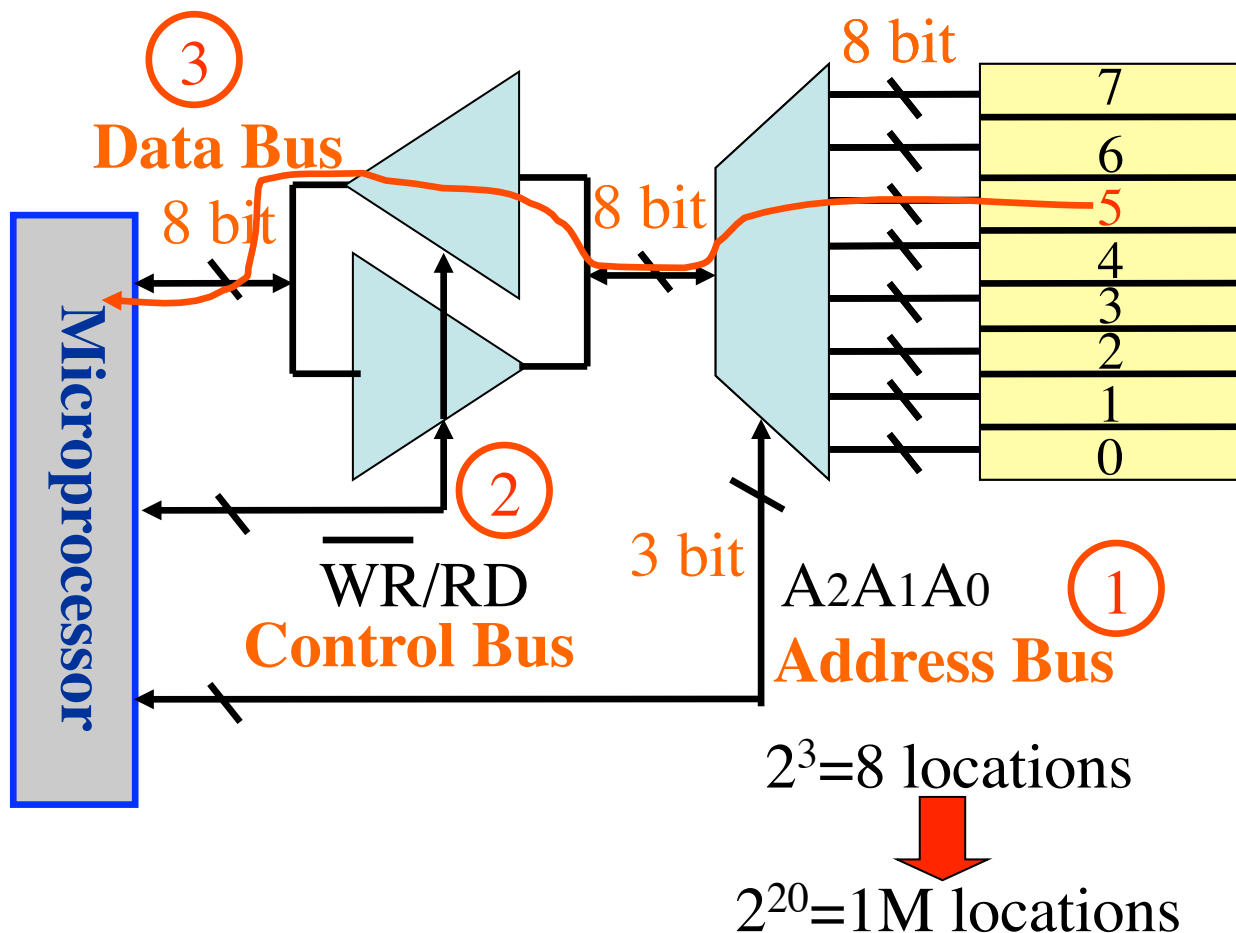 3
Data Bus
8 bit
8 bit
8 bit
7
6
5
4
3
2
1
0
Microprocessor
2
W̅R̅/RD
Control Bus
3 bit
A2A1A0
1
Address Bus
2³=8 locations
2²⁰=1M locations